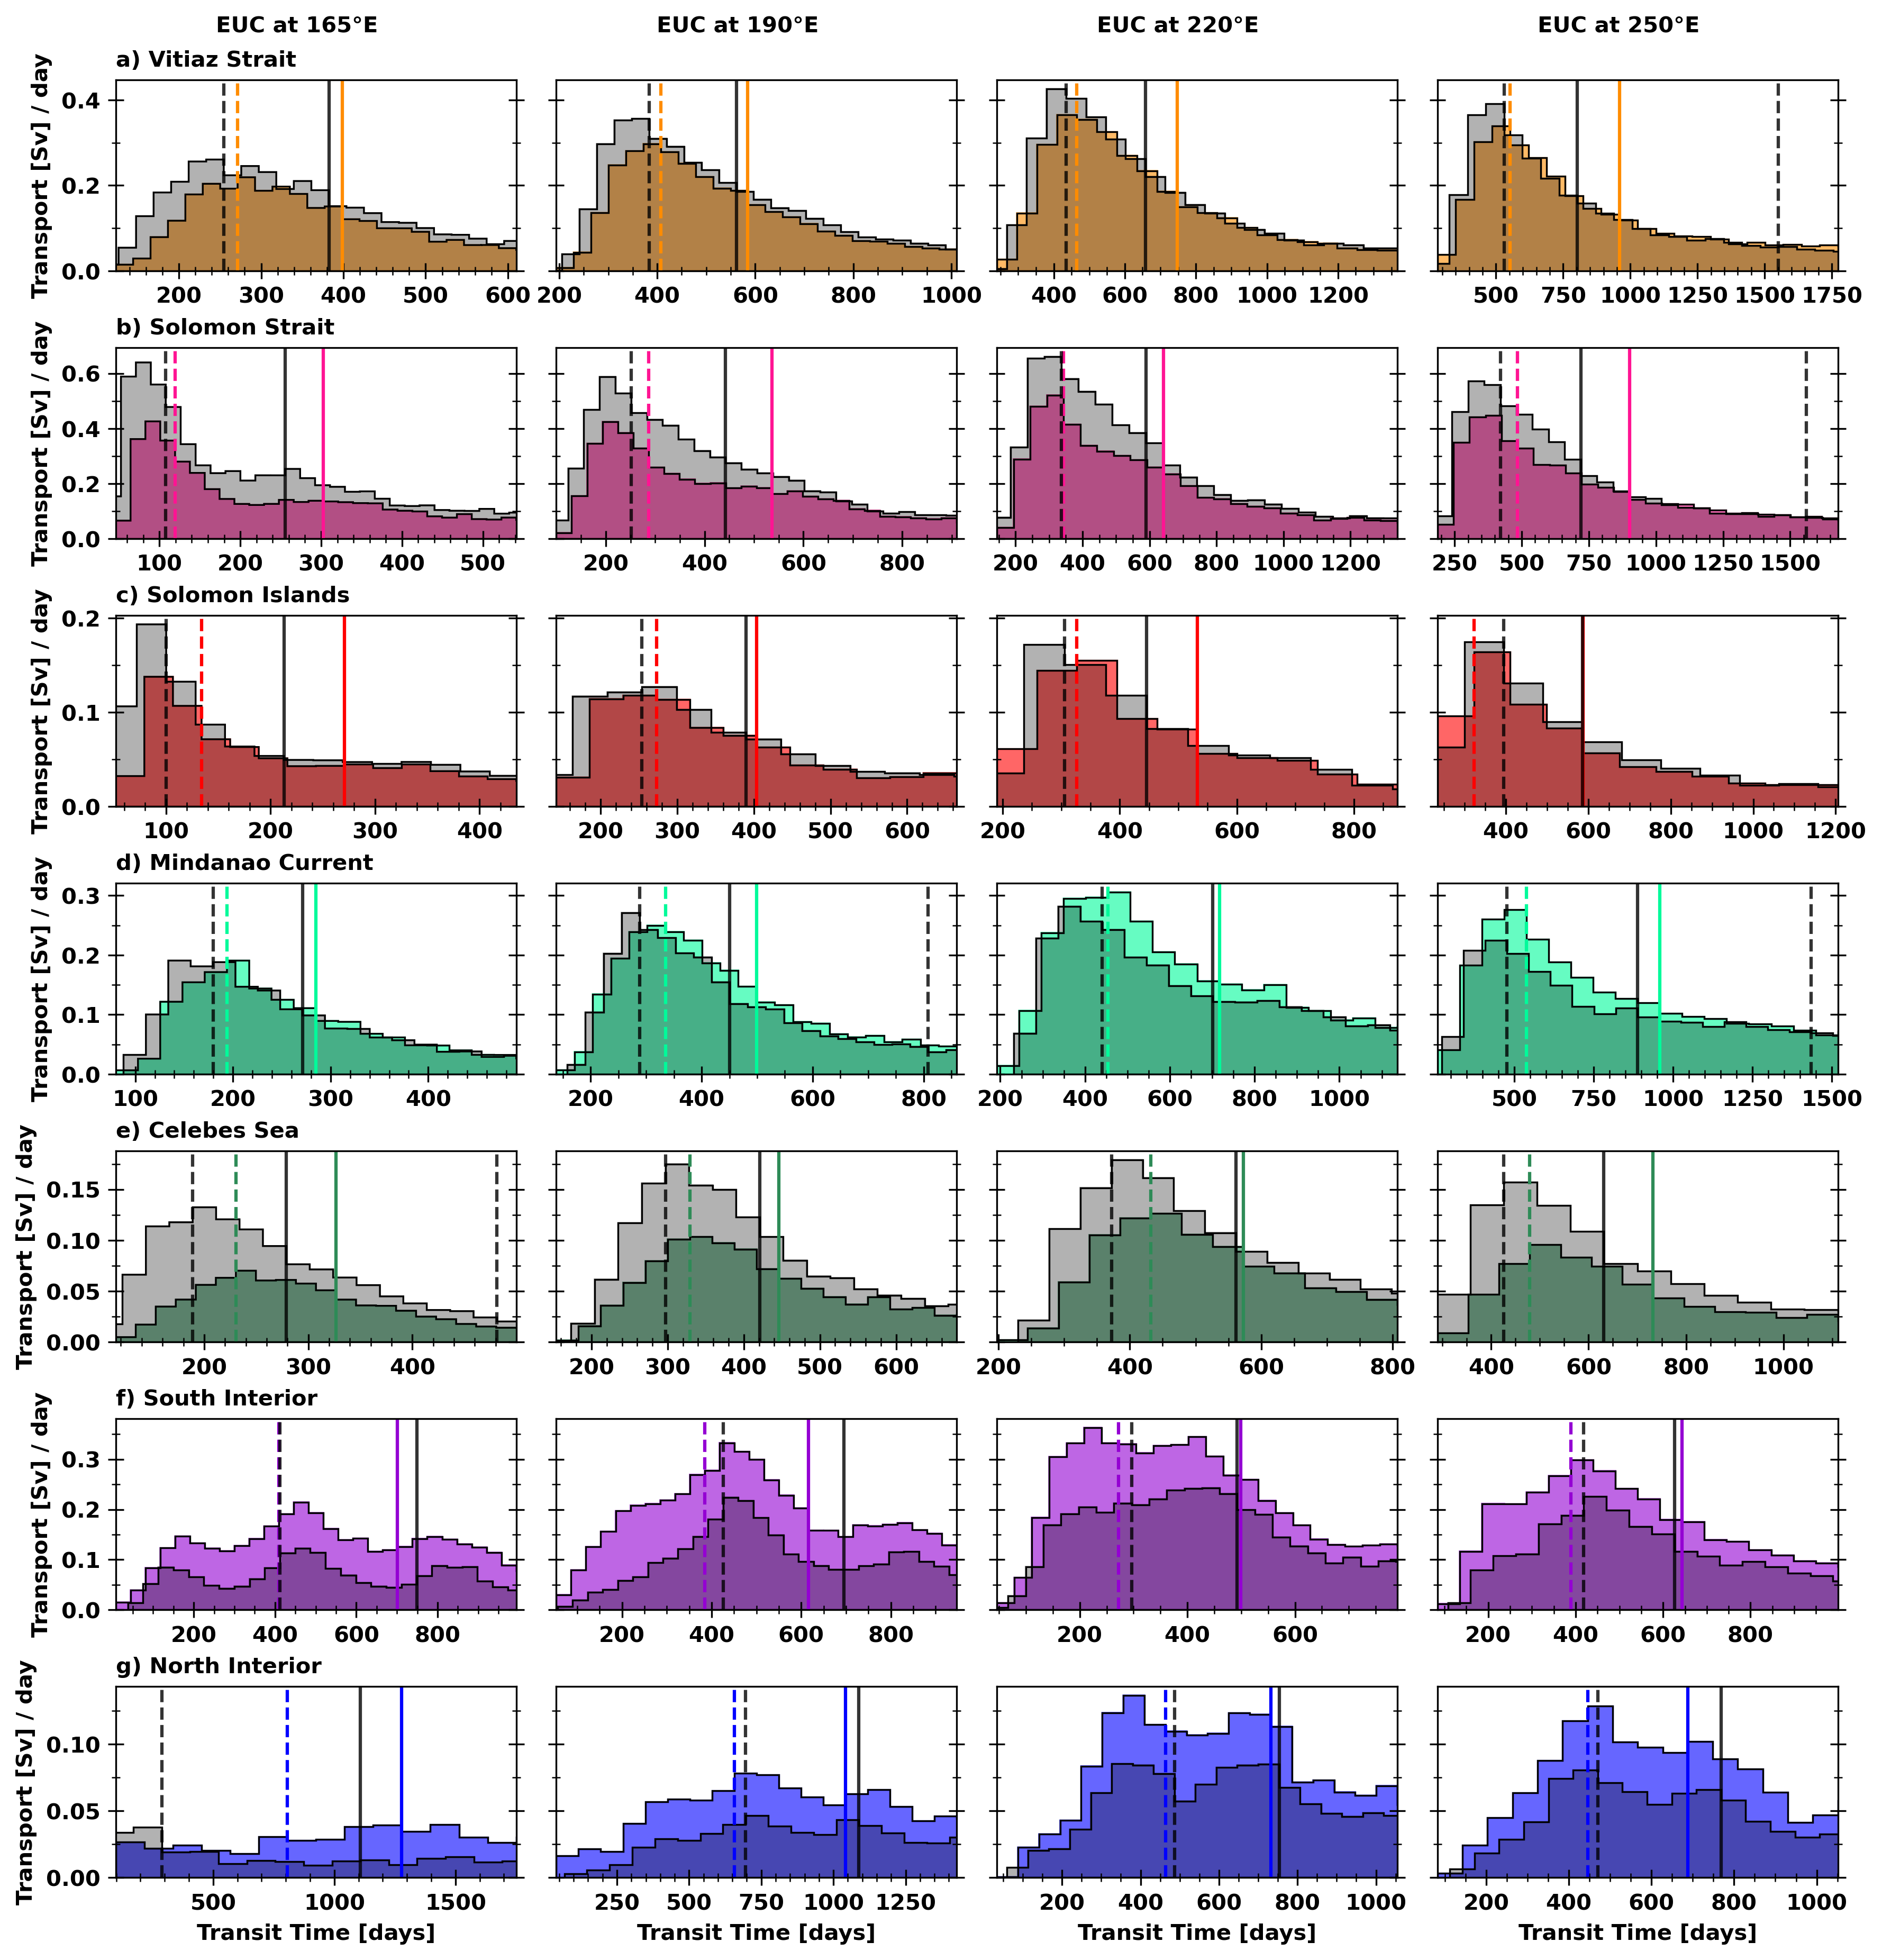 EUC at 165°E EUC at 190°E EUC at 220°E EUC at 250°E
a) Vitiaz Strait
Transport [Sv] / day
0.4
0.2
0.0
200 300 400 500 600 200 400 600 800 1000 400 600 800 1000 1200 500 750 1000 1250 1500 1750
b) Solomon Strait
Transport [Sv] / day
0.6
0.4
0.2
0.0
100 200 300 400 500 200 400 600 800 200 400 600 800 1000 1200 250 500 750 1000 1250 1500
c) Solomon Islands
Transport [Sv] / day
0.2
0.1
0.0
100 200 300 400 200 300 400 500 600 200 400 600 800 400 600 800 1000 1200
d) Mindanao Current
Transport [Sv] / day
0.3
0.2
0.1
0.0
100 200 300 400 200 400 600 800 200 400 600 800 1000 500 750 1000 1250 1500
e) Celebes Sea
Transport [Sv] / day
0.15
0.10
0.05
0.00
200 300 400 200 300 400 500 600 200 400 600 800 400 600 800 1000
f) South Interior
Transport [Sv] / day
0.3
0.2
0.1
0.0
200 400 600 800 200 400 600 800 200 400 600 200 400 600 800
g) North Interior
Transport [Sv] / day
0.10
0.05
0.00
500 1000 1500 250 500 750 1000 1250 200 400 600 800 1000 200 400 600 800 1000
Transit Time [days] Transit Time [days] Transit Time [days] Transit Time [days]